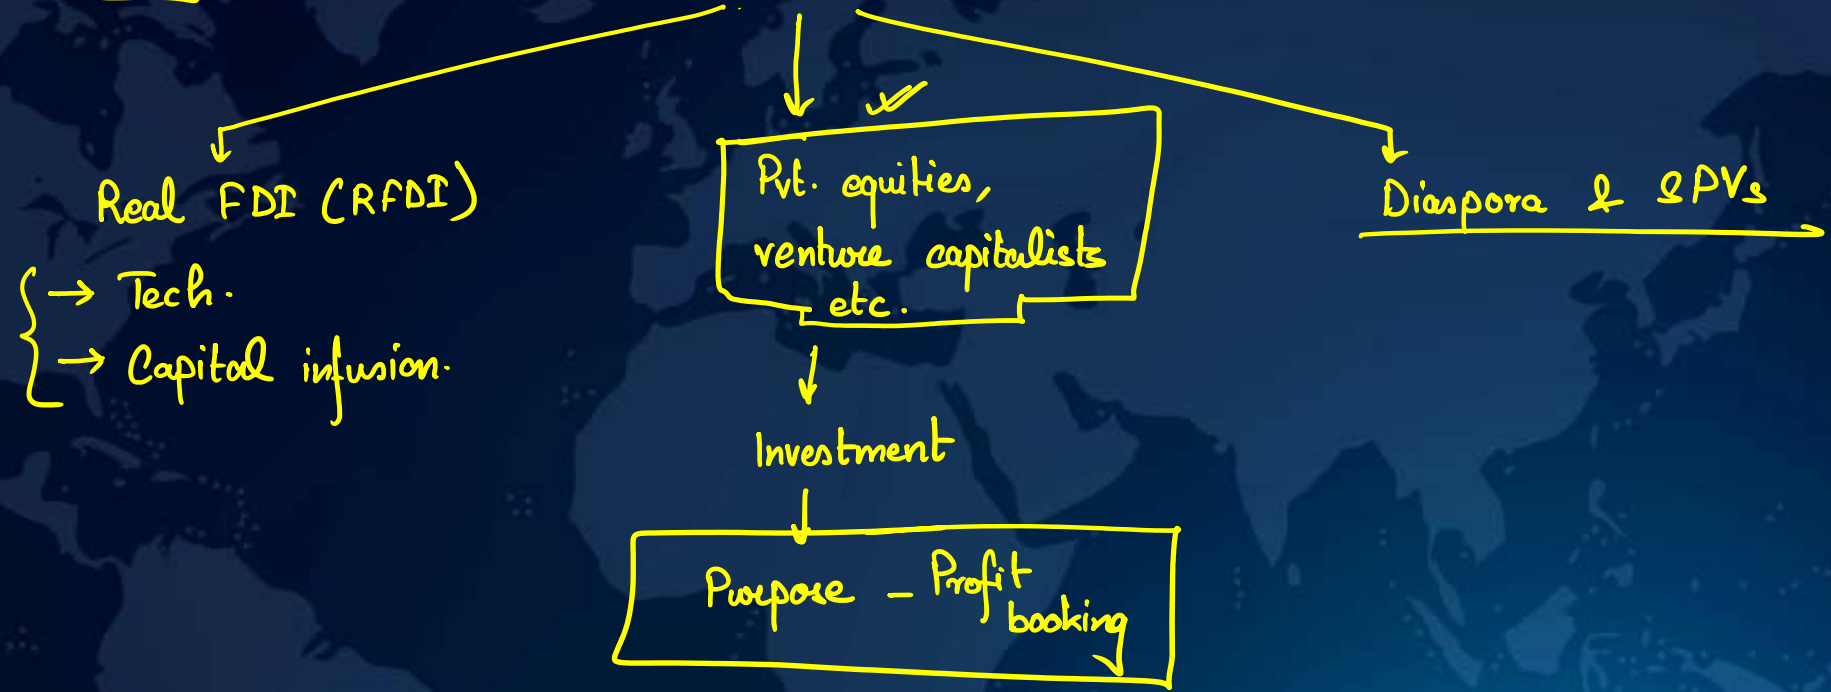 Real FDI (RFDI)
→ Tech.
→ Capital infusion.
Pvt. equities,
venture capitalists
etc.
Investment
Purpose - Profit
booking
Diaspora & SPVs